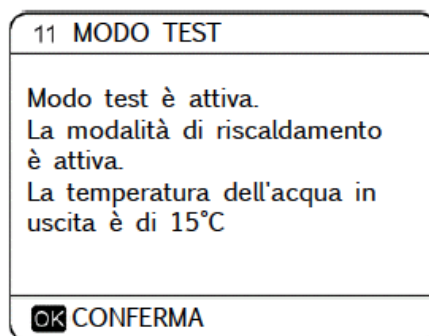 11 MODO TEST
Modo test è attiva.
La modalità di riscaldamento
è attiva.
La temperatura dell'acqua in
uscita è di 15°C
OK CONFERMA